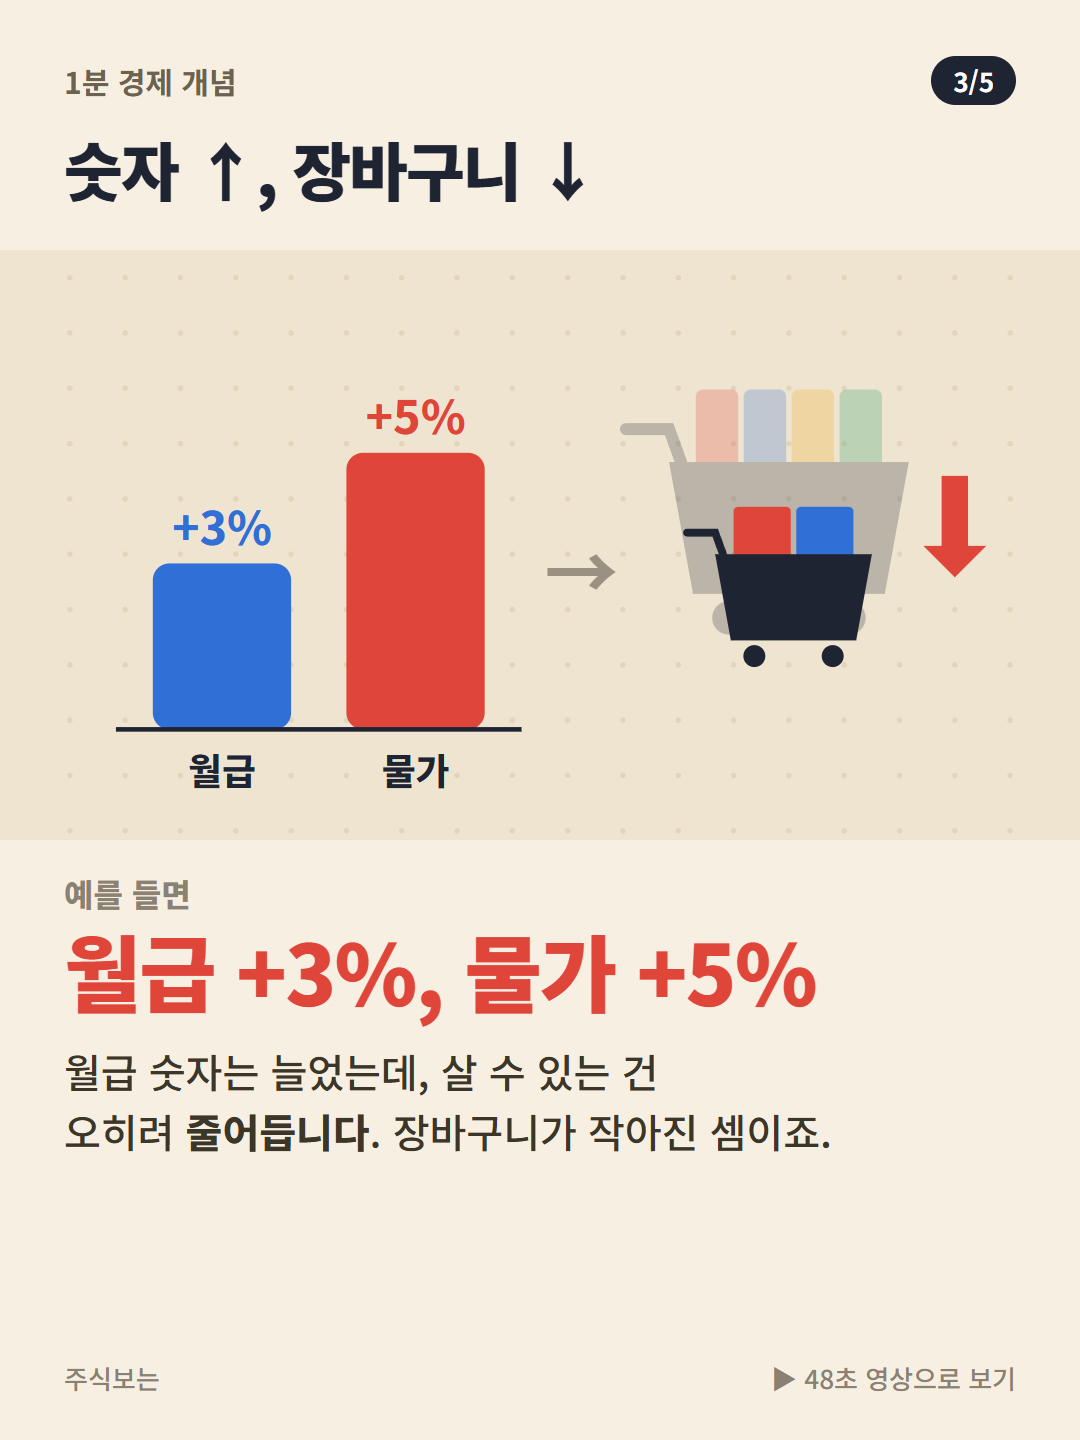 1분 경제 개념
3/5
숫자 ↑, 장바구니 ↓
+5%
+3%
→
월급
물가
예를 들면
월급 +3%, 물가 +5%
월급 숫자는 늘었는데, 살 수 있는 건
오히려 줄어듭니다. 장바구니가 작아진 셈이죠.
주식보는
▶ 48초 영상으로 보기